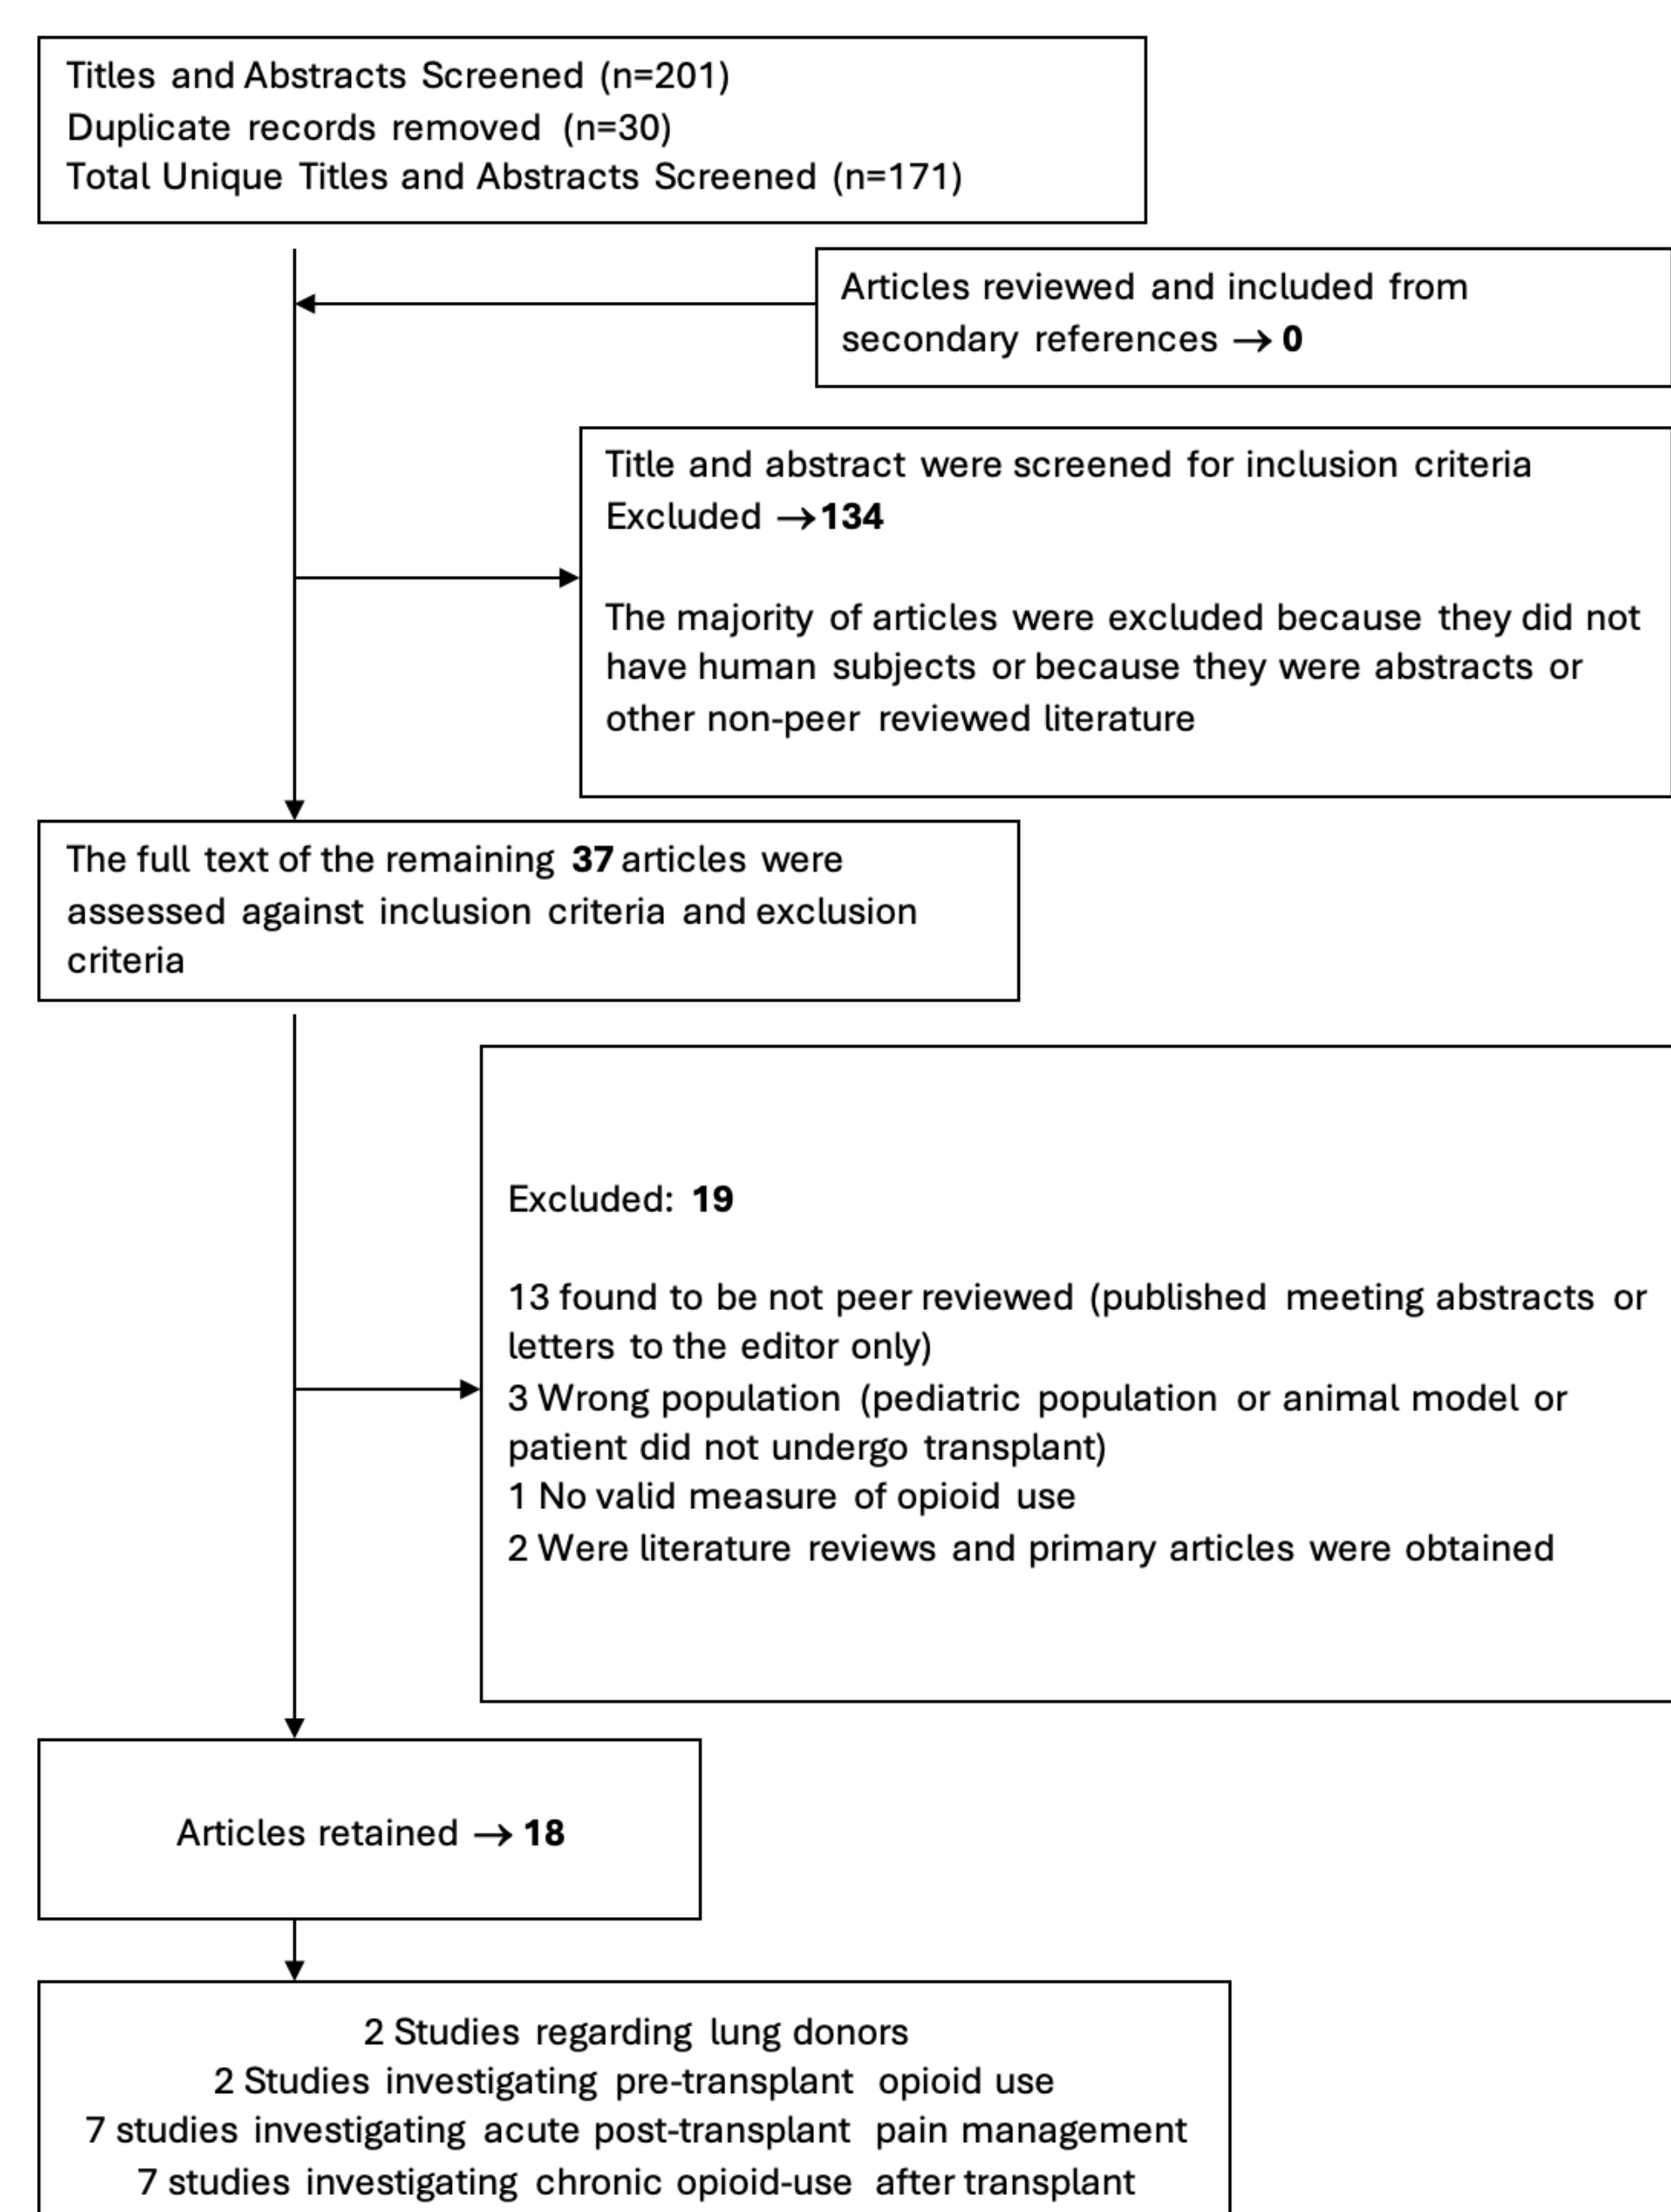 Titles and Abstracts Screened (n=201)
Duplicate records removed (n=30)
Total Unique Titles and Abstracts Screened (n=171)
Articles reviewed and included from
secondary references → 0
Title and abstract were screened for inclusion criteria
Excluded → 134
The majority of articles were excluded because they did not
have human subjects or because they were abstracts or
other non-peer reviewed literature
The full text of the remaining 37 articles were
assessed against inclusion criteria and exclusion
criteria
Excluded: 19
13 found to be not peer reviewed (published meeting abstracts or
letters to the editor only)
3 Wrong population (pediatric population or animal model or
patient did not undergo transplant)
1 No valid measure of opioid use
2 Were literature reviews and primary articles were obtained
Articles retained → 18
2 Studies regarding lung donors
2 Studies investigating pre-transplant opioid use
7 studies investigating acute post-transplant pain management
7 studies investigating chronic opioid-use after transplant